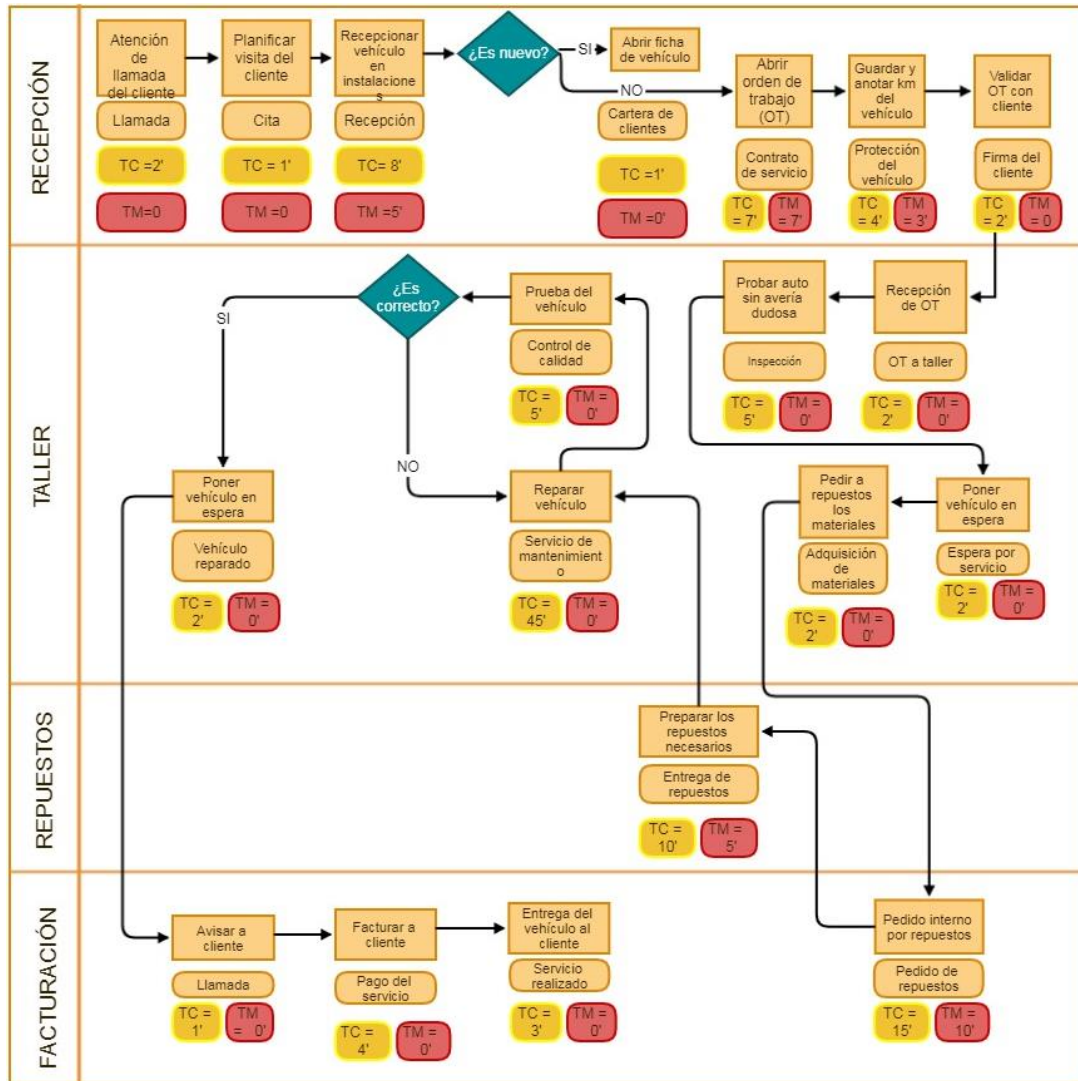 RECEPCIÓN
Atención
de
llamada
del cliente
Llamada
TC =2'
TM=0
Planificar
visita del
cliente
Cita
TC = 1'
TM =0
Recepcionar
vehículo
en
instalacione
s
Recepción
TC= 8'
TM =5'
¿Es nuevo?
SI
NO
Abrir ficha
de vehículo
Cartera de
clientes
TC =1'
TM =0'
Abrir
orden de
trabajo
(OT)
Contrato
de servicio
TC
= 7'
TM
= 7'
Guardar y
anotar km
del
vehículo
Protección
del
vehículo
TC
= 4'
TM
= 3'
Validar
OT con
cliente
Firma del
cliente
TC
= 2'
TM
= 0
TALLER
Recepción
de OT
OT a taller
TC =
2'
TM =
0'
Probar auto
sin avería
dudosa
Inspección
TC =
5'
TM =
0'
Poner
vehículo en
espera
Espera por
servicio
TC =
2'
TM =
0'
Pedir a
repuestos
los
materiales
Adquisición
de
materiales
TC =
2'
TM =
0'
Prueba del
vehículo
Control de
calidad
TC =
5'
TM =
0'
¿Es
correcto?
SI
NO
Reparar
vehículo
Servicio de
mantenimient
o
TC =
45'
TM =
0'
Poner
vehículo en
espera
Vehículo
reparado
TC =
2'
TM =
0'
REPUESTOS
Preparar los
repuestos
necesarios
Entrega de
repuestos
TC =
10'
TM =
5'
FACTURACIÓN
Avisar a
cliente
Llamada
TC =
1'
TM
= 0'
Facturar a
cliente
Pago del
servicio
TC =
4'
TM =
0'
Entrega del
vehículo al
cliente
Servicio
realizado
TC =
3'
TM =
0'
Pedido interno
por repuestos
Pedido de
repuestos
TC =
15'
TM =
10'